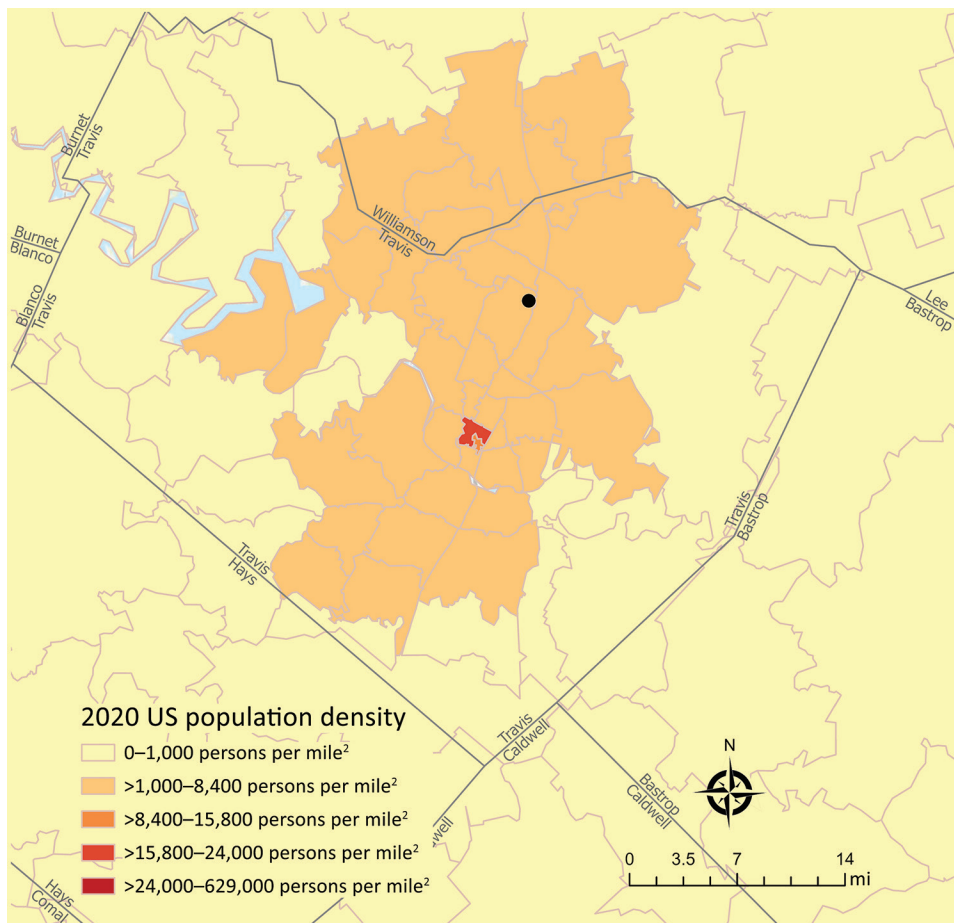 Burnet
Travis
Williamson
Travis
Burnet
Blanco
Blanco
Travis
Lee
Bastrop
Travis
Bastrop
Travis
Hays
2020 US population density
0–1,000 persons per mile²
>1,000–8,400 persons per mile²
>8,400–15,800 persons per mile²
>15,800–24,000 persons per mile²
>24,000–629,000 persons per mile²
Travis
Caldwell
Bastrop
Caldwell
well
Hays
Comal
N
0 3.5 7 14
mi